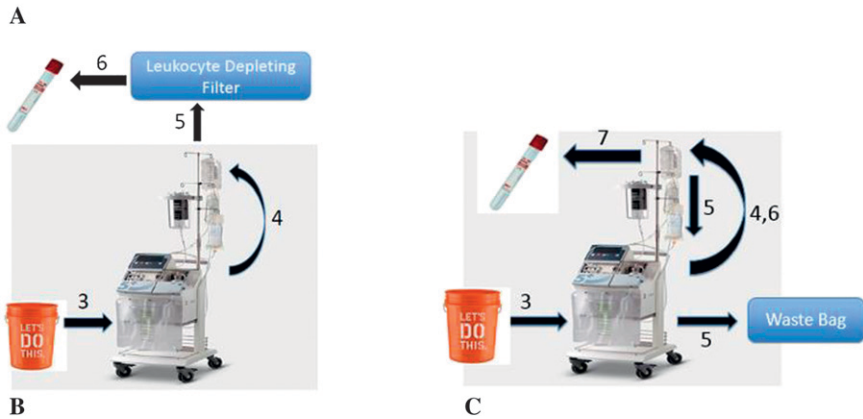 A
6
Leukocyte Depleting
Filter
5
4
3
LET'S
DO
THIS.
B
7
5
4,6
3
LET'S
DO
THIS.
5
Waste Bag
C